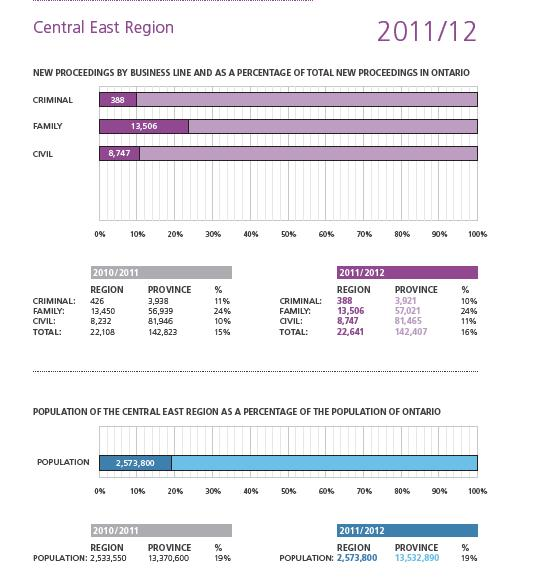 Central East Region 2011/12
NEW PROCEEDINGS BY BUSINESS LINE AND AS A PERCENTAGE OF TOTAL NEW PROCEEDINGS IN ONTARIO
CRIMINAL 388
FAMILY 13,506
CIVIL 8,747
0% 10% 20% 30% 40% 50% 60% 70% 80% 90% 100%
2010/2011 2011/2012
REGION PROVINCE % REGION PROVINCE %
CRIMINAL: 426 3,938 11% CRIMINAL: 388 3,921 10%
FAMILY: 13,450 56,939 24% FAMILY: 13,506 57,021 24%
CIVIL: 8,232 81,946 10% CIVIL: 8,747 81,465 11%
TOTAL: 22,108 142,823 15% TOTAL: 22,641 142,407 16%
POPULATION OF THE CENTRAL EAST REGION AS A PERCENTAGE OF THE POPULATION OF ONTARIO
POPULATION 2,573,800
0% 10% 20% 30% 40% 50% 60% 70% 80% 90% 100%
2010/2011 2011/2012
REGION PROVINCE % REGION PROVINCE %
POPULATION: 2,533,550 13,370,600 19% POPULATION: 2,573,800 13,532,890 19%